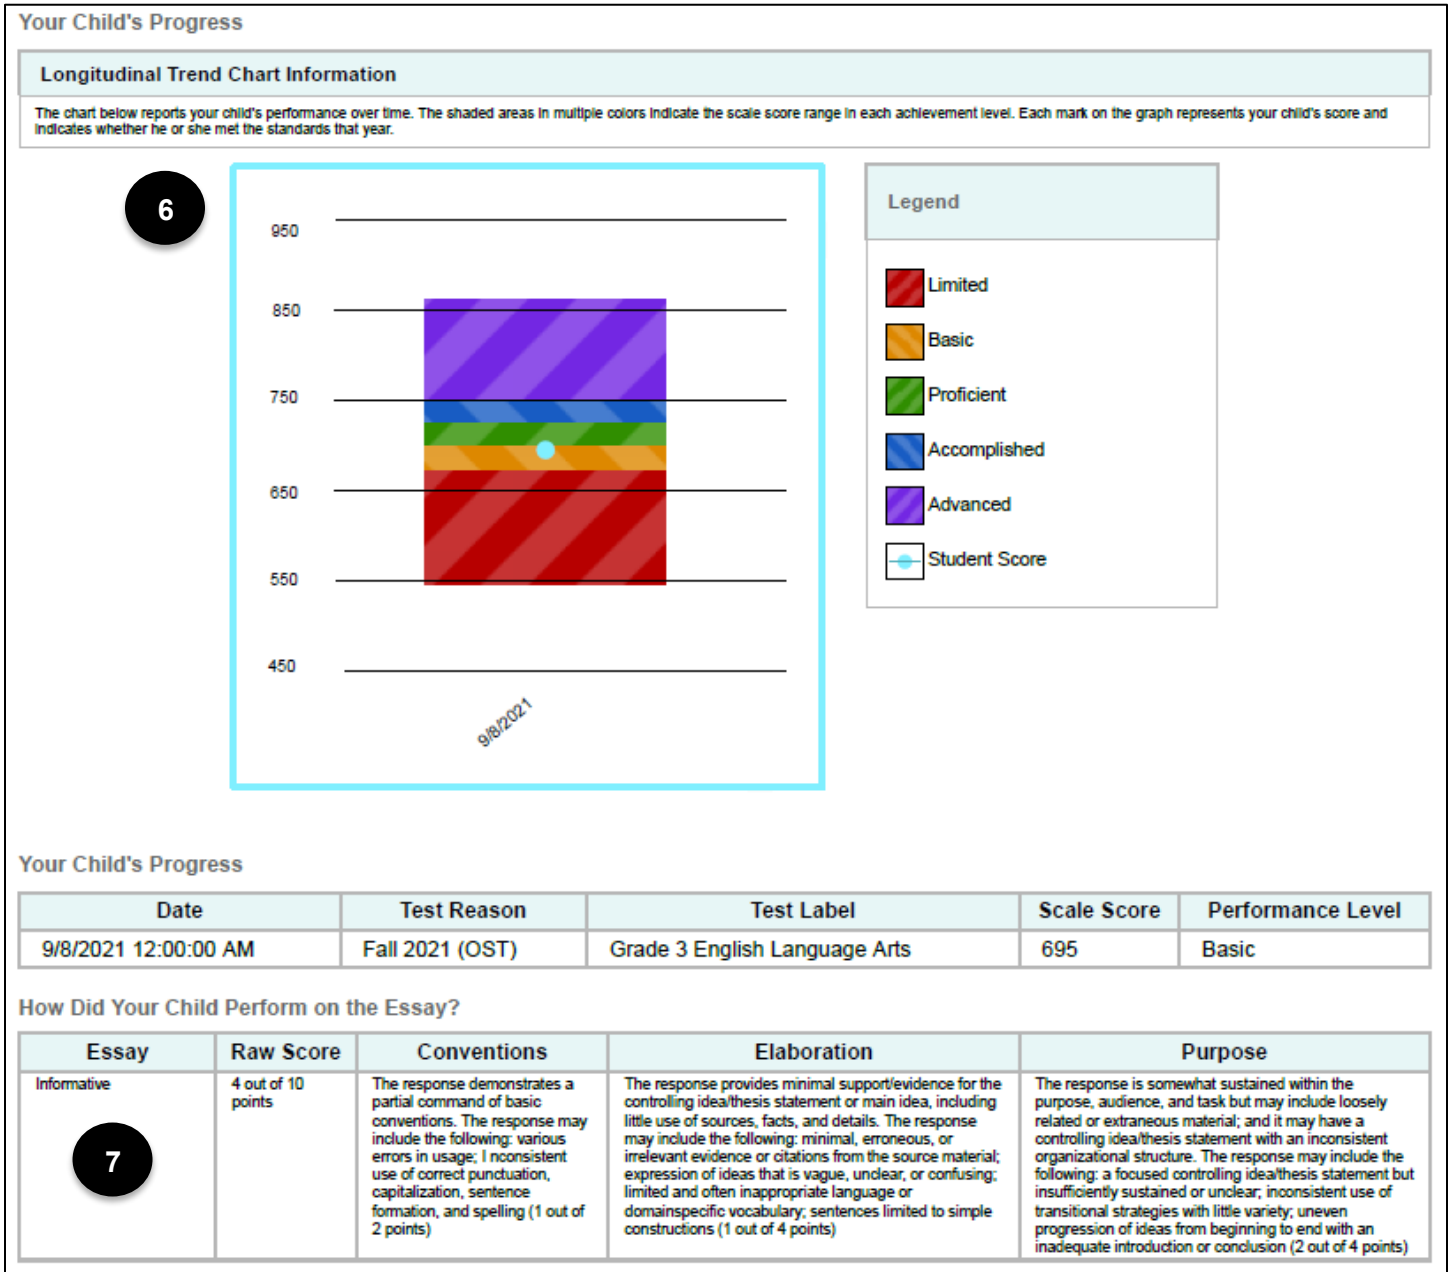 Your Child's Progress
Longitudinal Trend Chart Information
The chart below reports your child's performance over time. The shaded areas in multiple colors indicate the scale score range in each achievement level. Each mark on the graph represents your child's score and
indicates whether he or she met the standards that year.
6
950
850
750
650
550
450
9/8/2021
Legend
Limited
Basic
Proficient
Accomplished
Advanced
Student Score
Your Child's Progress
Date Test Reason Test Label Scale Score Performance Level
9/8/2021 12:00:00 AM Fall 2021 (OST) Grade 3 English Language Arts 695 Basic
How Did Your Child Perform on the Essay?
Essay Raw Score Conventions Elaboration Purpose
Informative
7
4 out of 10
points
The response demonstrates a
partial command of basic
conventions. The response may
include the following: various
errors in usage; I nconsistent
use of correct punctuation,
capitalization, sentence
formation, and spelling (1 out of
2 points)
The response provides minimal support/evidence for the
controlling idea/thesis statement or main idea, including
little use of sources, facts, and details. The response
may include the following: minimal, erroneous, or
irrelevant evidence or citations from the source material;
expression of ideas that is vague, unclear, or confusing;
limited and often inappropriate language or
domainspecific vocabulary; sentences limited to simple
constructions (1 out of 4 points)
The response is somewhat sustained within the
purpose, audience, and task but may include loosely
related or extraneous material; and it may have a
controlling idea/thesis statement with an inconsistent
organizational structure. The response may include the
following: a focused controlling idea/thesis statement but
insufficiently sustained or unclear; inconsistent use of
transitional strategies with little variety; uneven
progression of ideas from beginning to end with an
inadequate introduction or conclusion (2 out of 4 points)